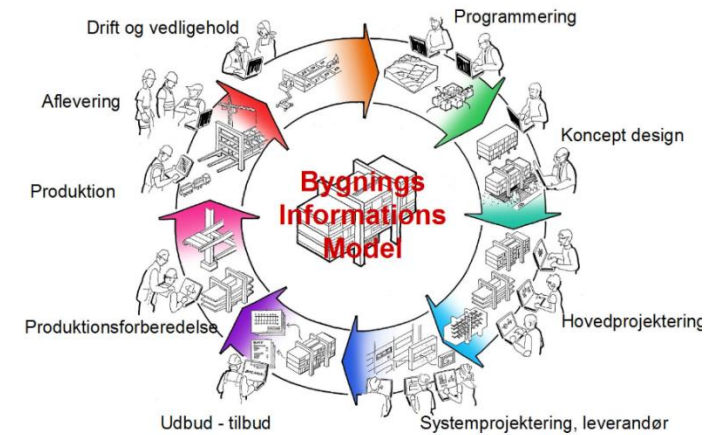 Drift og vedligehold
Programmering
Aflevering
Koncept design
Produktion
Bygnings
Informations
Model
Produktionsforberedelse
Hovedprojektering
Udbud - tilbud
Systemprojektering, leverandør